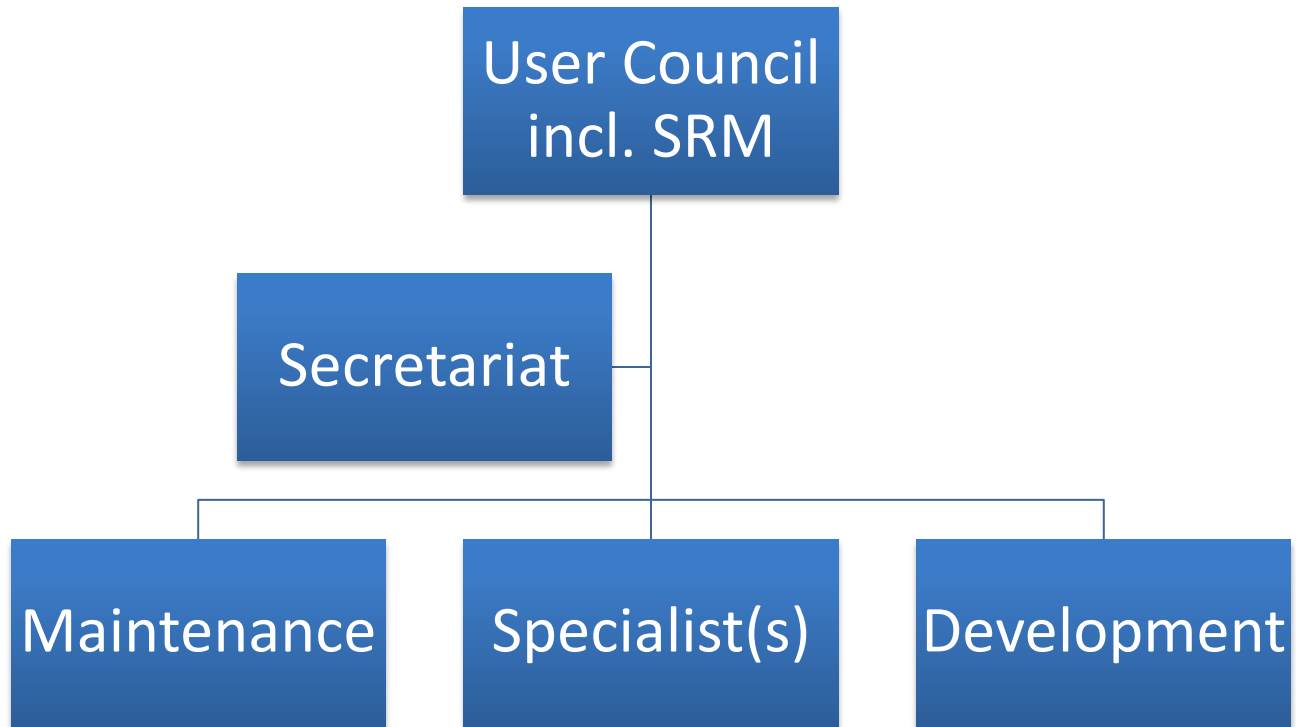 User Council
incl. SRM
Secretariat
Maintenance
Specialist(s)
Development